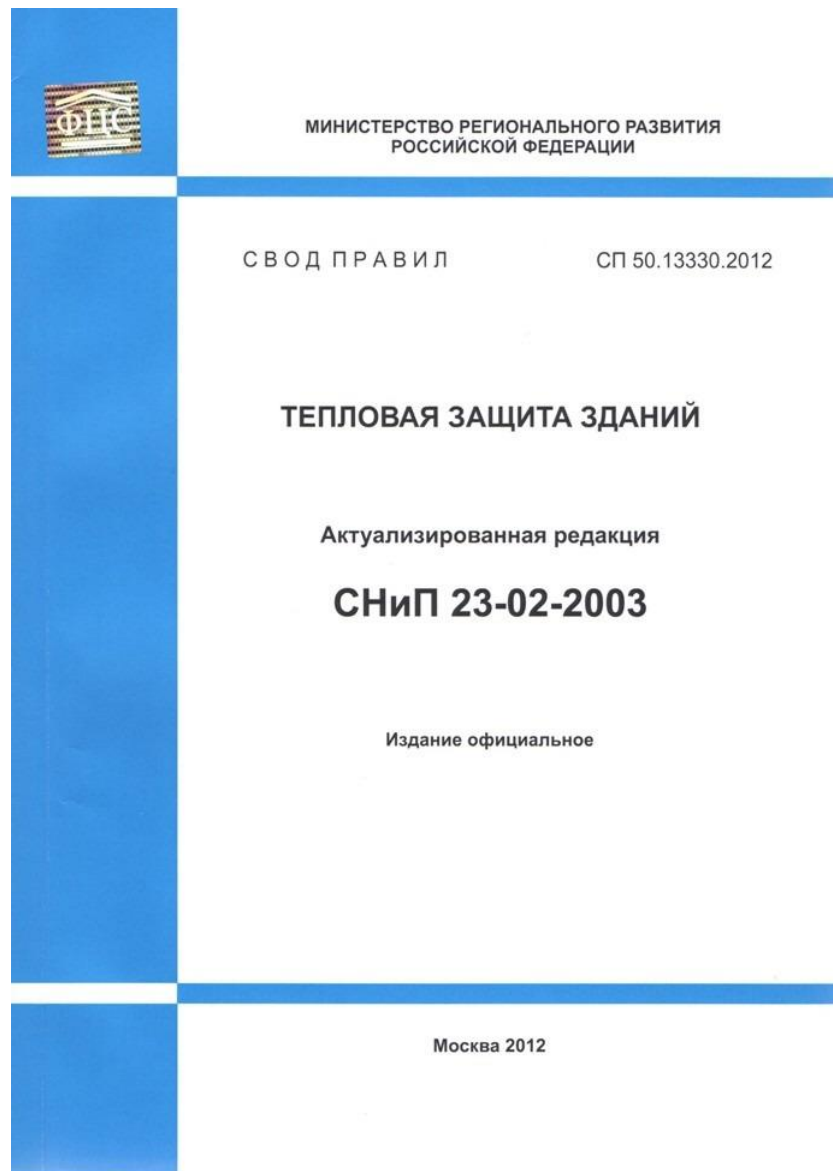 ФЦС
МИНИСТЕРСТВО РЕГИОНАЛЬНОГО РАЗВИТИЯ
РОССИЙСКОЙ ФЕДЕРАЦИИ
СВОД ПРАВИЛ СП 50.13330.2012
ТЕПЛОВАЯ ЗАЩИТА ЗДАНИЙ
Актуализированная редакция
СНиП 23-02-2003
Издание официальное
Москва 2012